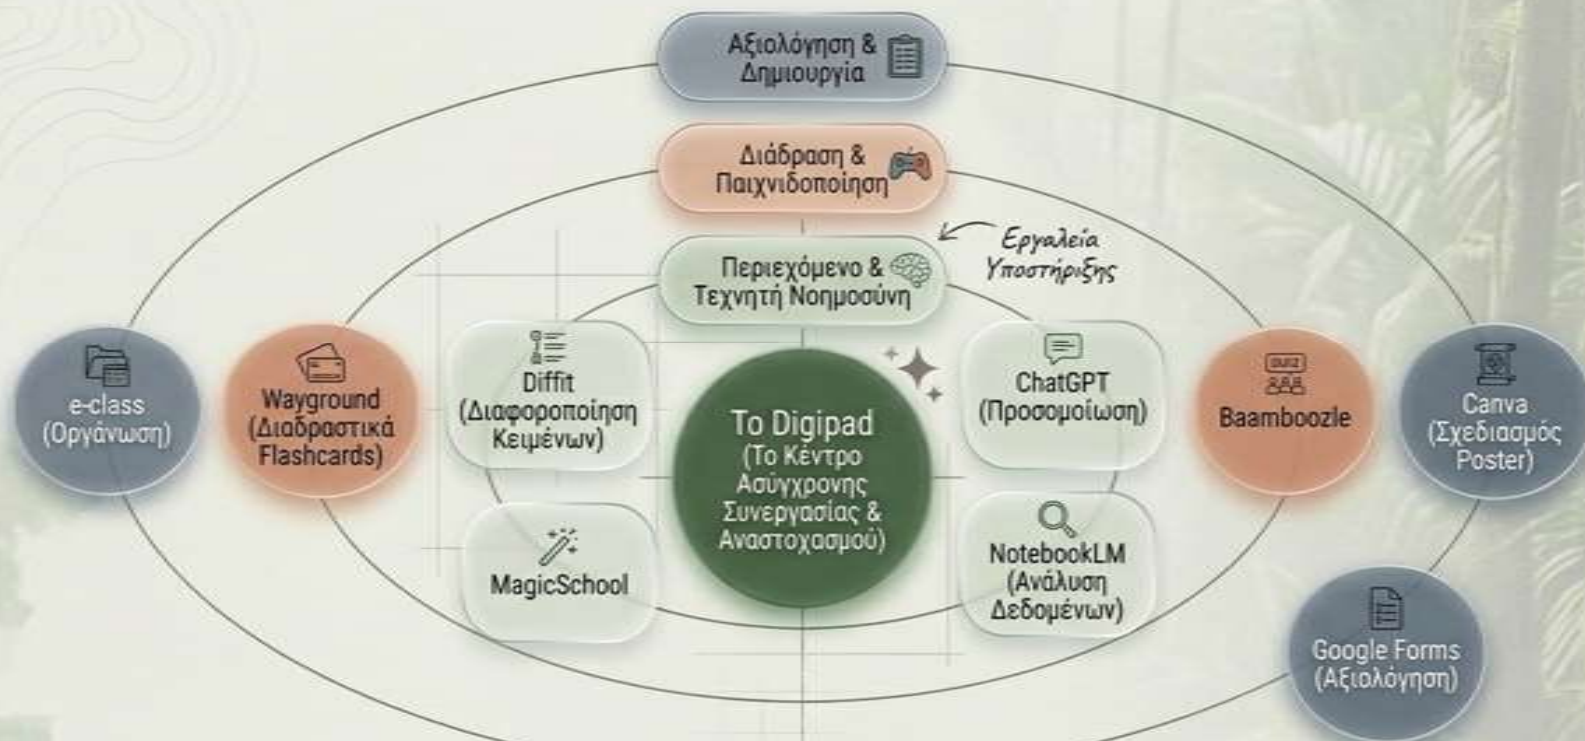 Αξιολόγηση &
Δημιουργία
Διάδραση &
Παιχνιδοποίηση
Εργαλεία
Υποστήριξης
Περιεχόμενο &
Τεχνητή Νοημοσύνη
e-class
(Οργάνωση)
Wayground
(Διαδραστικά
Flashcards)
Diffit
(Διαφοροποίηση
Κειμένων)
MagicSchool
Το Digipad
(Το Κέντρο
Ασύγχρονης
Συνεργασίας &
Αναστοχασμού)
ChatGPT
(Προσομοίωση)
NotebookLM
(Ανάλυση
Δεδομένων)
QUIZ
Baamboozle
Canva
(Σχεδιασμός
Poster)
Google Forms
(Αξιολόγηση)